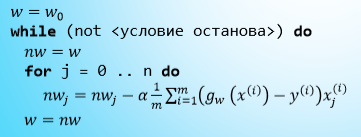 w = w₀
while (not <условие останова>) do
nw = w
for j = 0 .. n do
nwⱼ = nwⱼ − α 1/m ∑ᵢ₌₁ᵐ(g_w (x⁽ⁱ⁾) − y⁽ⁱ⁾)xⱼ⁽ⁱ⁾
w = nw